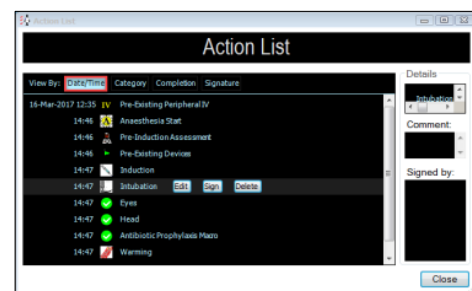 Action List
Action List
View By: Date/Time Category Completion Signature
16-Mar-2017 12:35 IV Pre-Existing Peripheral IV
14:46 Anaesthesia Start
14:46 Pre-Induction Assessment
14:46 Pre-Existing Devices
14:47 Induction
14:47 Intubation Edit Sign Delete
14:47 Eyes
14:47 Head
14:47 Antibiotic Prophylaxis Macro
14:47 Warming
Details
Intubation
Comment:
Signed by:
Close